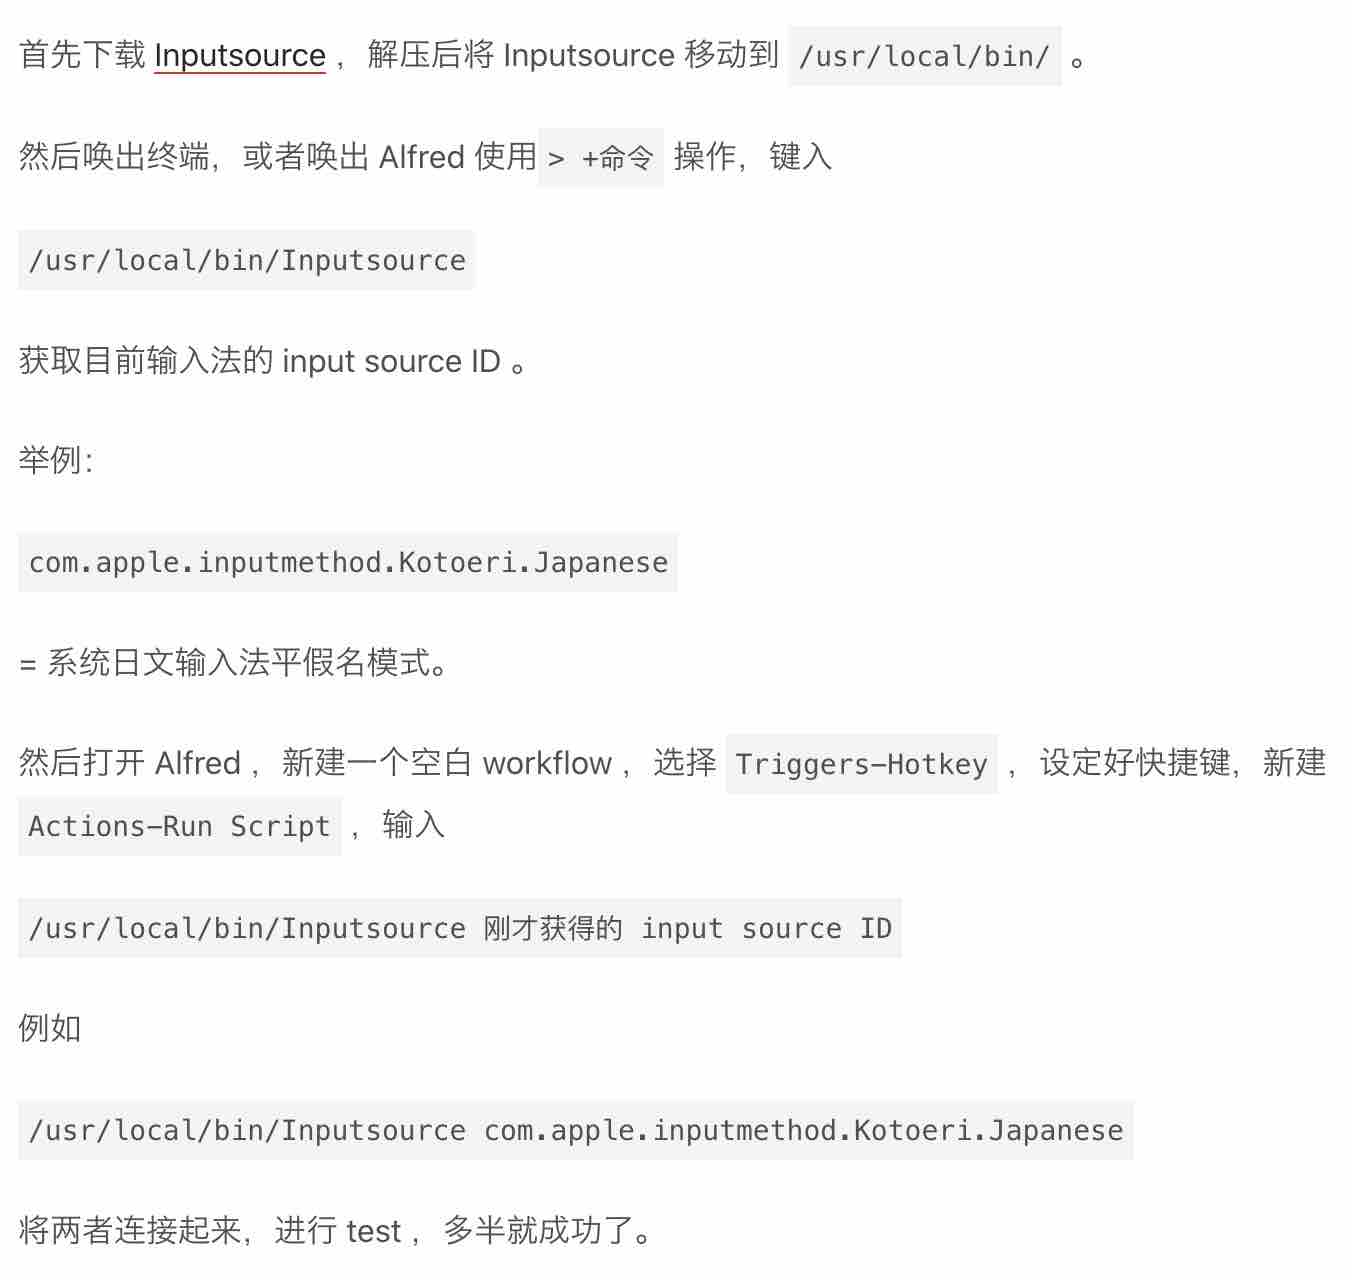 首先下载 Inputsource ，解压后将 Inputsource 移动到 /usr/local/bin/ 。
然后唤出终端，或者唤出 Alfred 使用 > +命令 操作，键入
/usr/local/bin/Inputsource
获取目前输入法的 input source ID 。
举例：
com.apple.inputmethod.Kotoeri.Japanese
= 系统日文输入法平假名模式。
然后打开 Alfred ，新建一个空白 workflow ，选择 Triggers-Hotkey ，设定好快捷键，新建
Actions-Run Script ，输入
/usr/local/bin/Inputsource 刚才获得的 input source ID
例如
/usr/local/bin/Inputsource com.apple.inputmethod.Kotoeri.Japanese
将两者连接起来，进行 test ，多半就成功了。